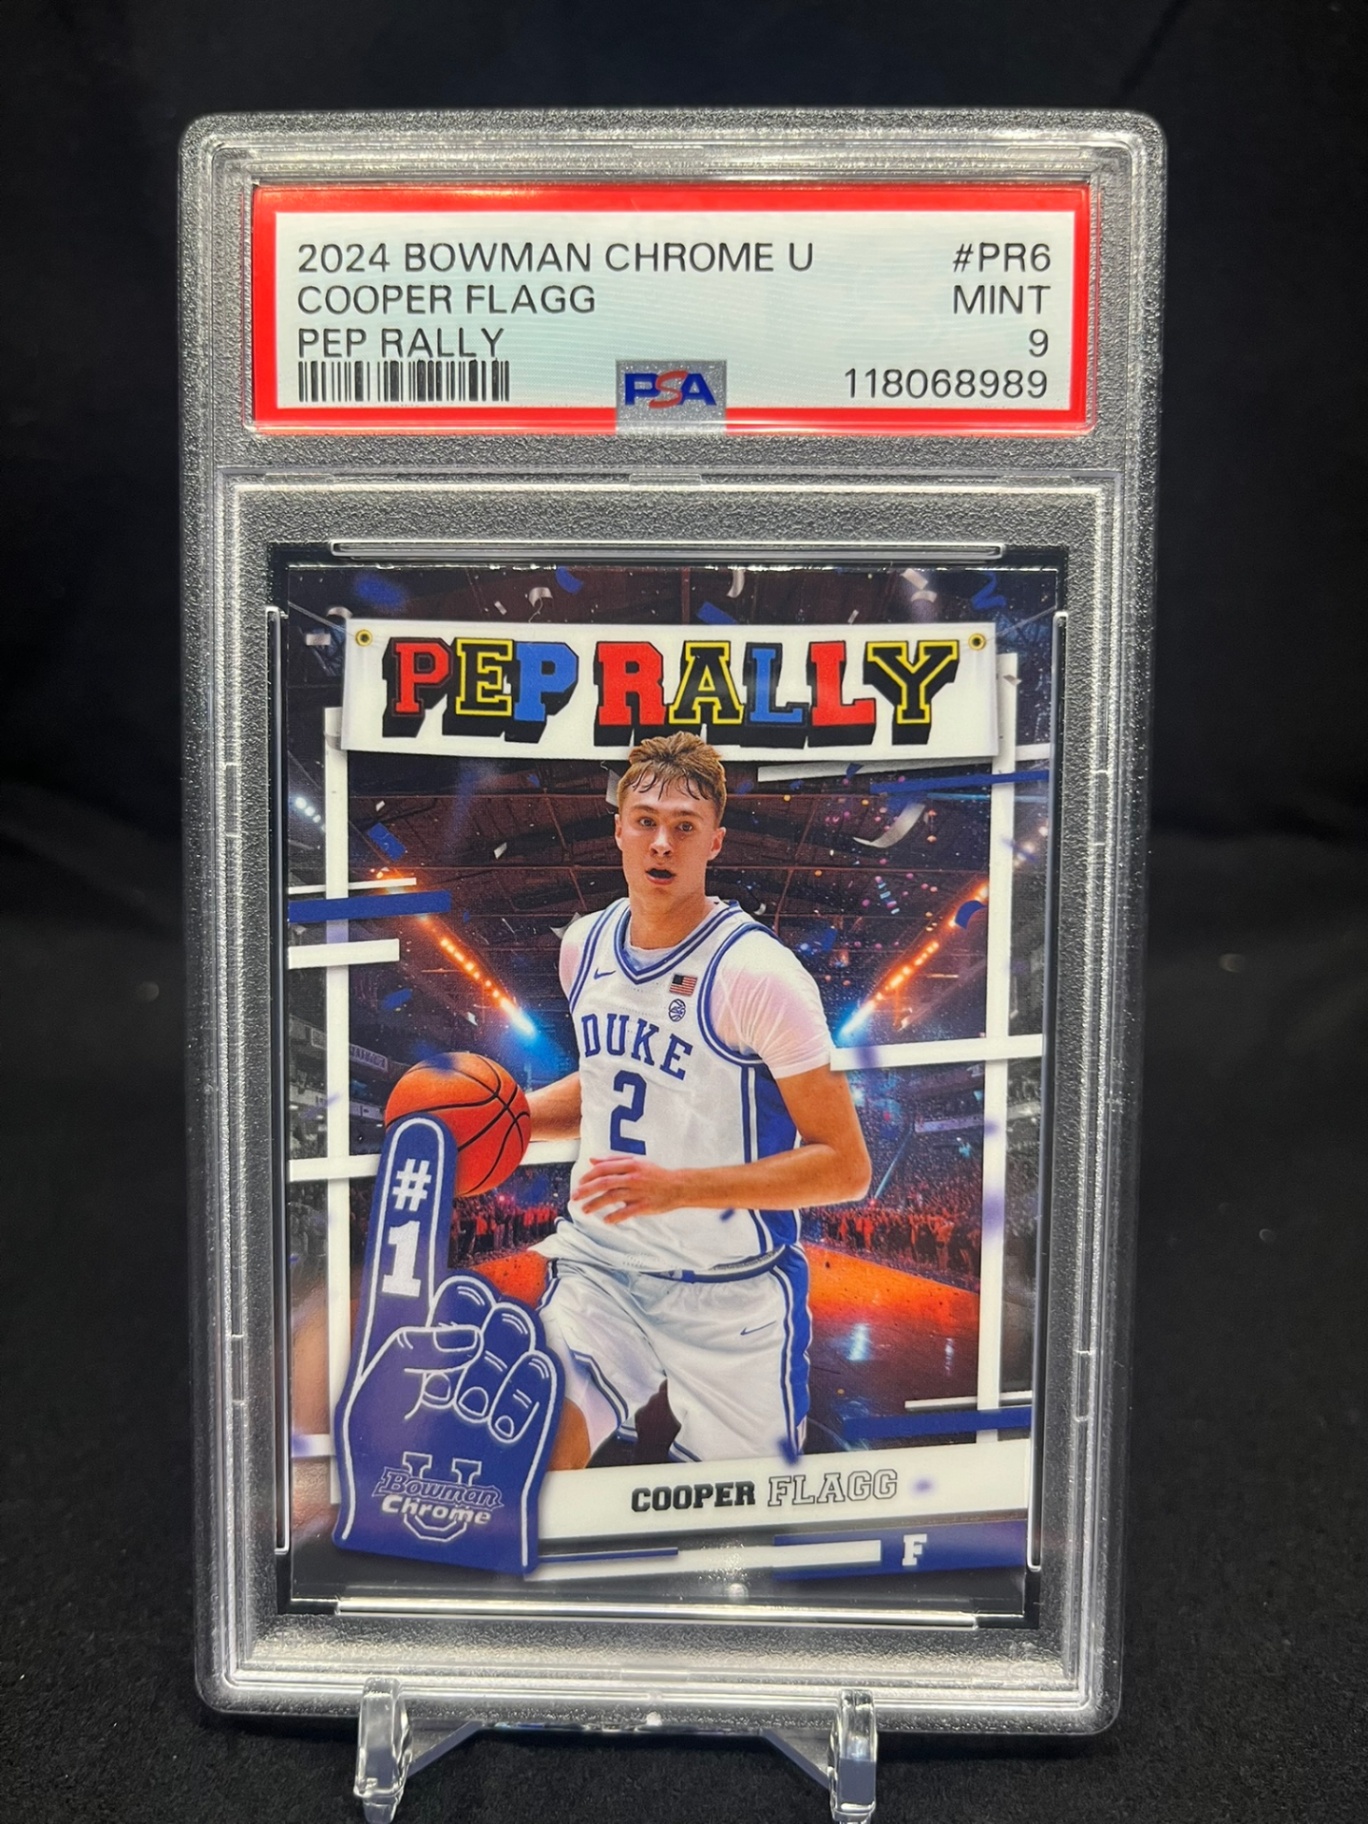 2024 BOWMAN CHROME U #PR6
COOPER FLAGG MINT
PEP RALLY 9
PSA 118068989
PEP RALLY
DUKE
2
#1
U
Bowman
Chrome
COOPER FLAGG
F